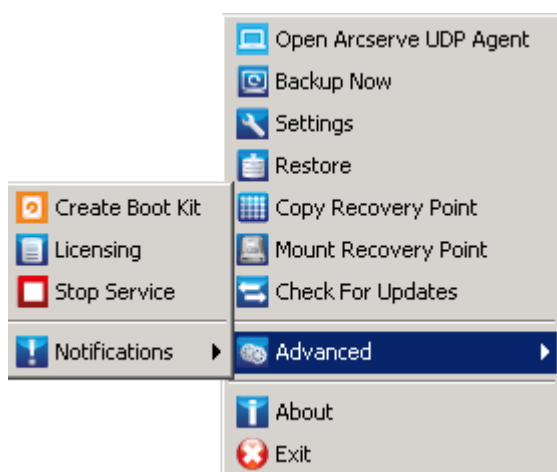 Open Arcserve UDP Agent
Backup Now
Settings
Restore
Copy Recovery Point
Mount Recovery Point
Check For Updates
Advanced
About
Exit
Create Boot Kit
Licensing
Stop Service
Notifications